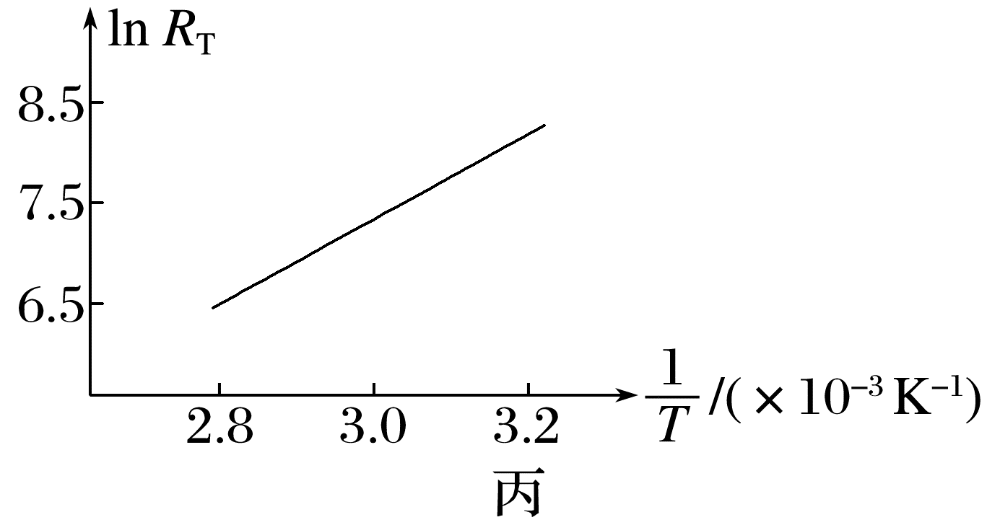 ln R_T
8.5
7.5
6.5
2.8 3.0 3.2
1/T /(×10⁻³ K⁻¹)
丙